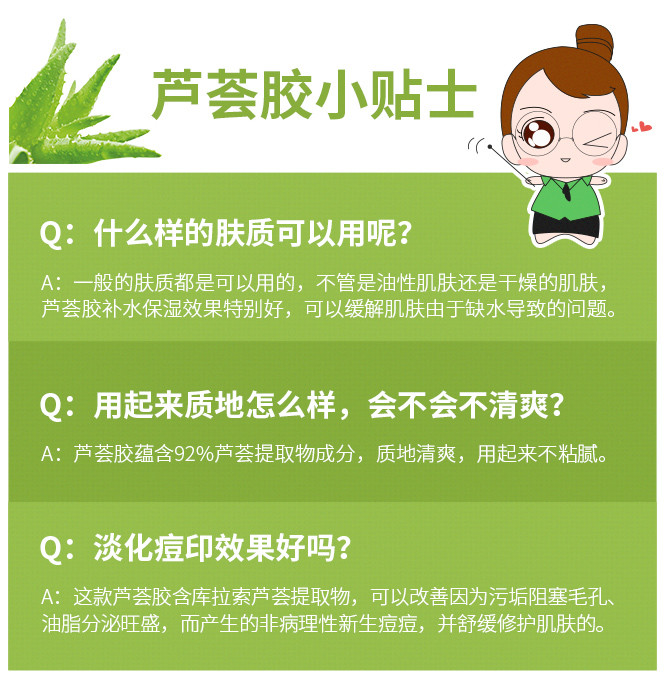 芦荟胶小贴士
Q：什么样的肤质可以用呢？
A：一般的肤质都是可以用的，不管是油性肌肤还是干燥的肌肤，
芦荟胶补水保湿效果特别好，可以缓解肌肤由于缺水导致的问题。
Q：用起来质地怎么样，会不会不清爽？
A：芦荟胶蕴含92%芦荟提取物成分，质地清爽，用起来不粘腻。
Q：淡化痘印效果好吗？
A：这款芦荟胶含库拉索芦荟提取物，可以改善因为污垢阻塞毛孔、
油脂分泌旺盛，而产生的非病理性新生痘痘，并舒缓修护肌肤的。